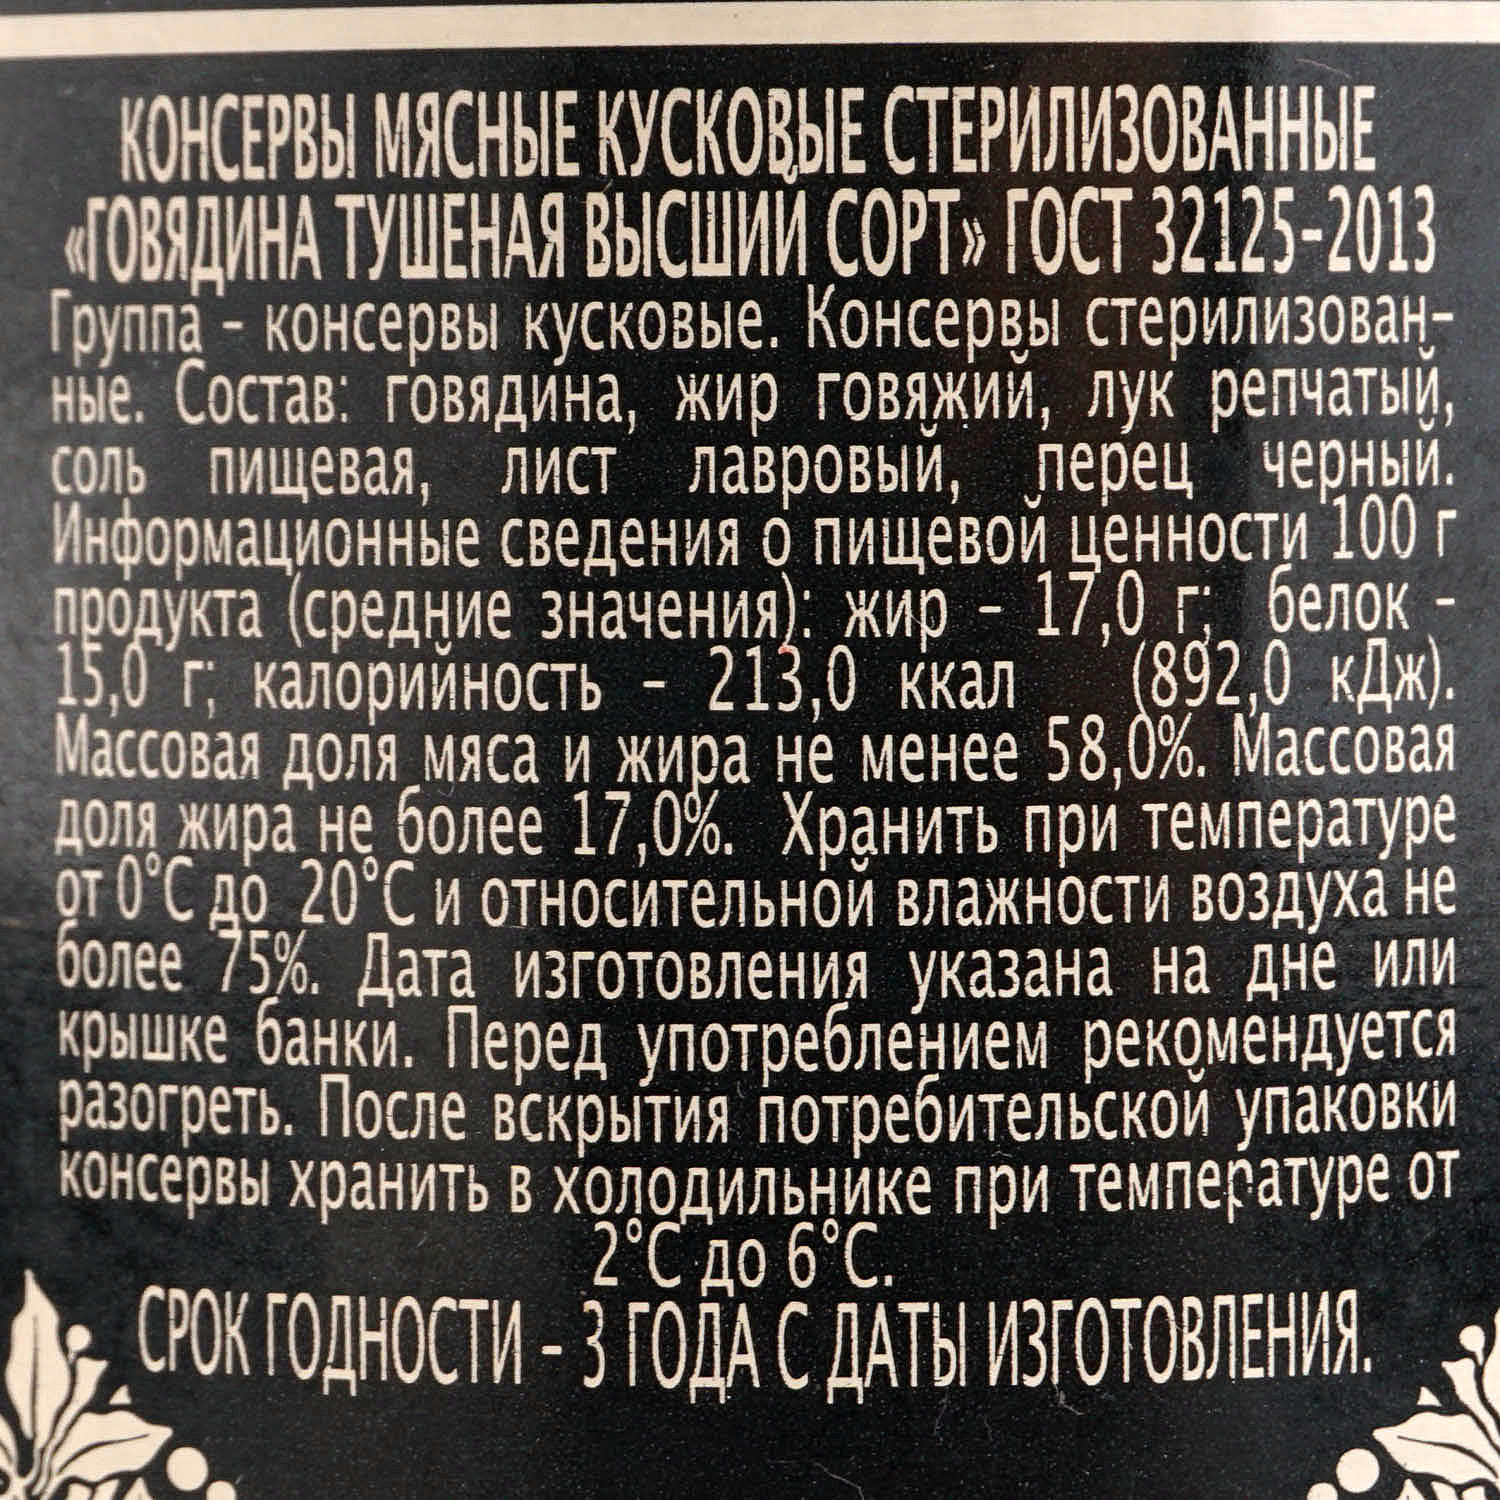 КОНСЕРВЫ МЯСНЫЕ КУСКОВЫЕ СТЕРИЛИЗОВАННЫЕ
«ГОВЯДИНА ТУШЕНАЯ ВЫСШИЙ СОРТ» ГОСТ 32125-2013
Группа - консервы кусковые. Консервы стерилизован-
ные. Состав: говядина, жир говяжий, лук репчатый,
соль пищевая, лист лавровый, перец черный.
Информационные сведения о пищевой ценности 100 г
продукта (средние значения): жир - 17,0 г; белок -
15,0 г; калорийность - 213,0 ккал (892,0 кДж).
Массовая доля мяса и жира не менее 58,0%. Массовая
доля жира не более 17,0%. Хранить при температуре
от 0°С до 20°С и относительной влажности воздуха не
более 75%. Дата изготовления указана на дне или
крышке банки. Перед употреблением рекомендуется
разогреть. После вскрытия потребительской упаковки
консервы хранить в холодильнике при температуре от
2°С до 6°С.
СРОК ГОДНОСТИ - 3 ГОДА С ДАТЫ ИЗГОТОВЛЕНИЯ.